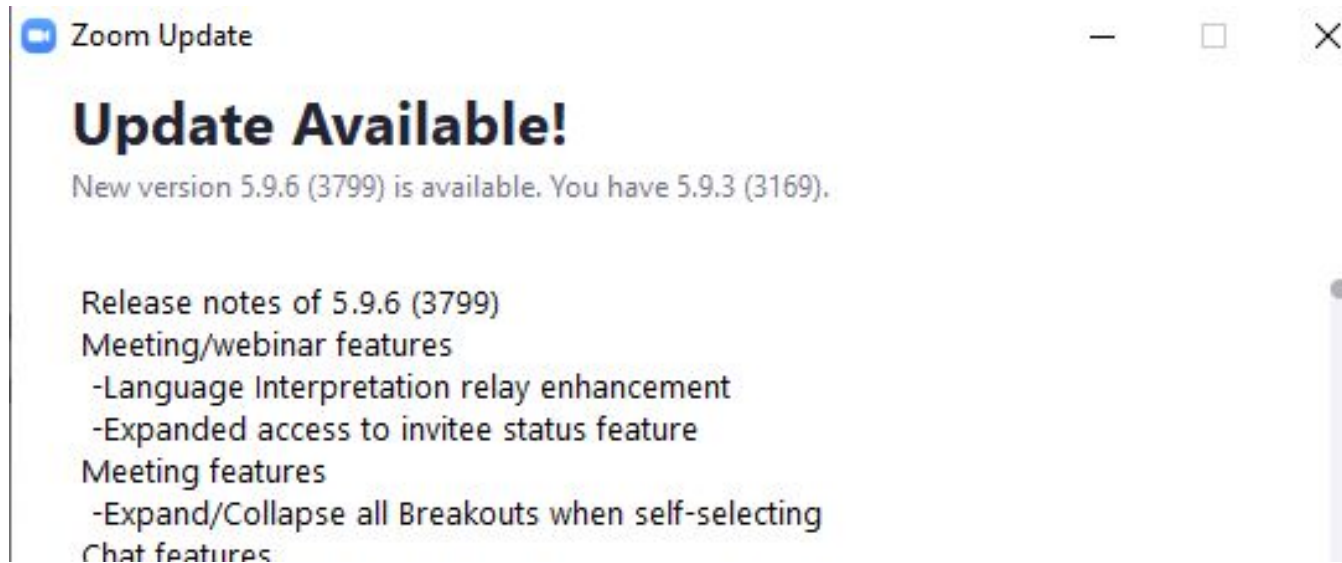 Zoom Update
Update Available!
New version 5.9.6 (3799) is available. You have 5.9.3 (3169).
Release notes of 5.9.6 (3799)
Meeting/webinar features
-Language Interpretation relay enhancement
-Expanded access to invitee status feature
Meeting features
-Expand/Collapse all Breakouts when self-selecting
Chat features